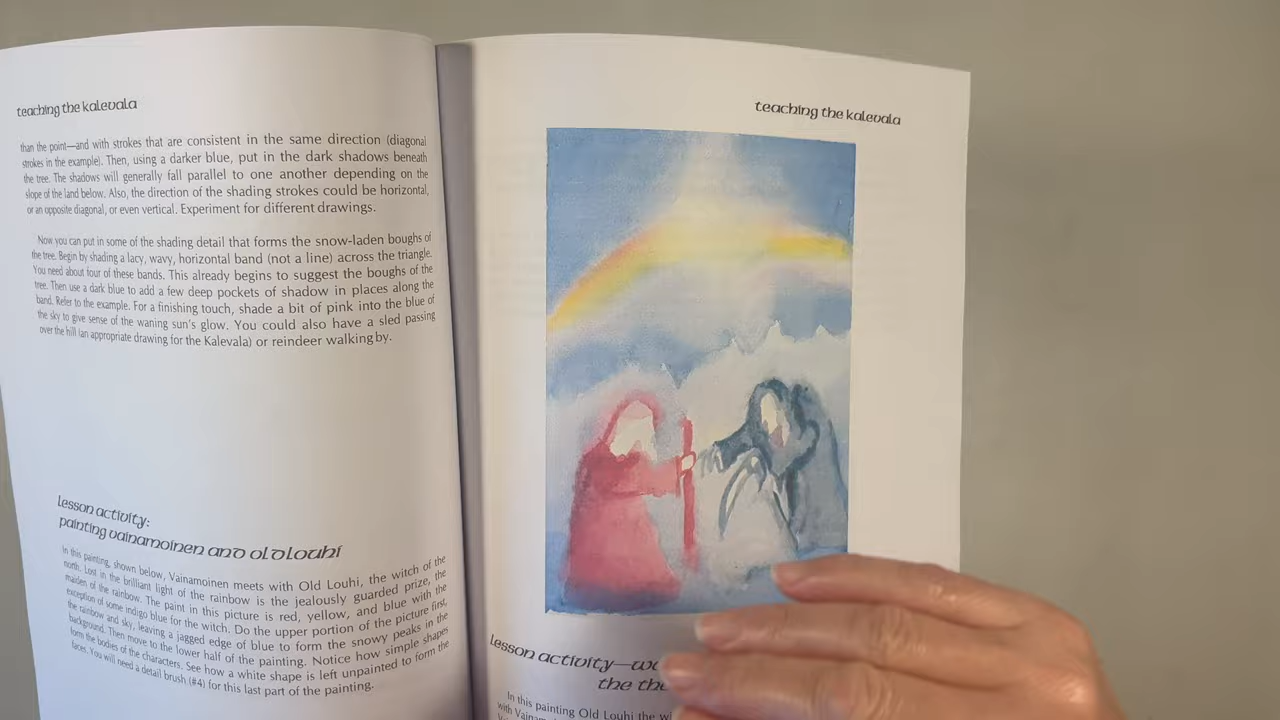 teaching the kalevala
than the point—and with strokes that are consistent in the same direction (diagonal
strokes in the example). Then, using a darker blue, put in the dark shadows beneath
the tree. The shadows will generally fall parallel to one another depending on the
slope of the land below. Also, the direction of the shading strokes could be horizontal,
or an opposite diagonal, or even vertical. Experiment for different drawings.
Now you can put in some of the shading detail that forms the snow-laden boughs of
the tree. Begin by shading a lacy, wavy, horizontal band (not a line) across the triangle.
You need about four of these bands. This already begins to suggest the boughs of the
tree. Then use a dark blue to add a few deep pockets of shadow in places along the
band. Refer to the example. For a finishing touch, shade a bit of pink into the blue of
the sky to give sense of the waning sun's glow. You could also have a sled passing
over the hill (an appropriate drawing for the Kalevala) or reindeer walking by.
lesson activity:
painting vainamoinen and old louhi
In this painting, shown below, Vainamoinen meets with Old Louhi, the witch of the
north. Lost in the brilliant light of the rainbow is the jealously guarded prize, the
maiden of the rainbow. The paint in this picture is red, yellow, and blue with the
exception of some indigo blue for the witch. Do the upper portion of the picture first,
the rainbow and sky, leaving a jagged edge of blue to form the snowy peaks in the
background. Then move to the lower half of the painting. Notice how simple shapes
form the bodies of the characters. See how a white shape is left unpainted to form the
faces. You will need a detail brush (#4) for this last part of the painting.
teaching the kalevala
lesson activity—
the
In this painting Old Louhi the
with